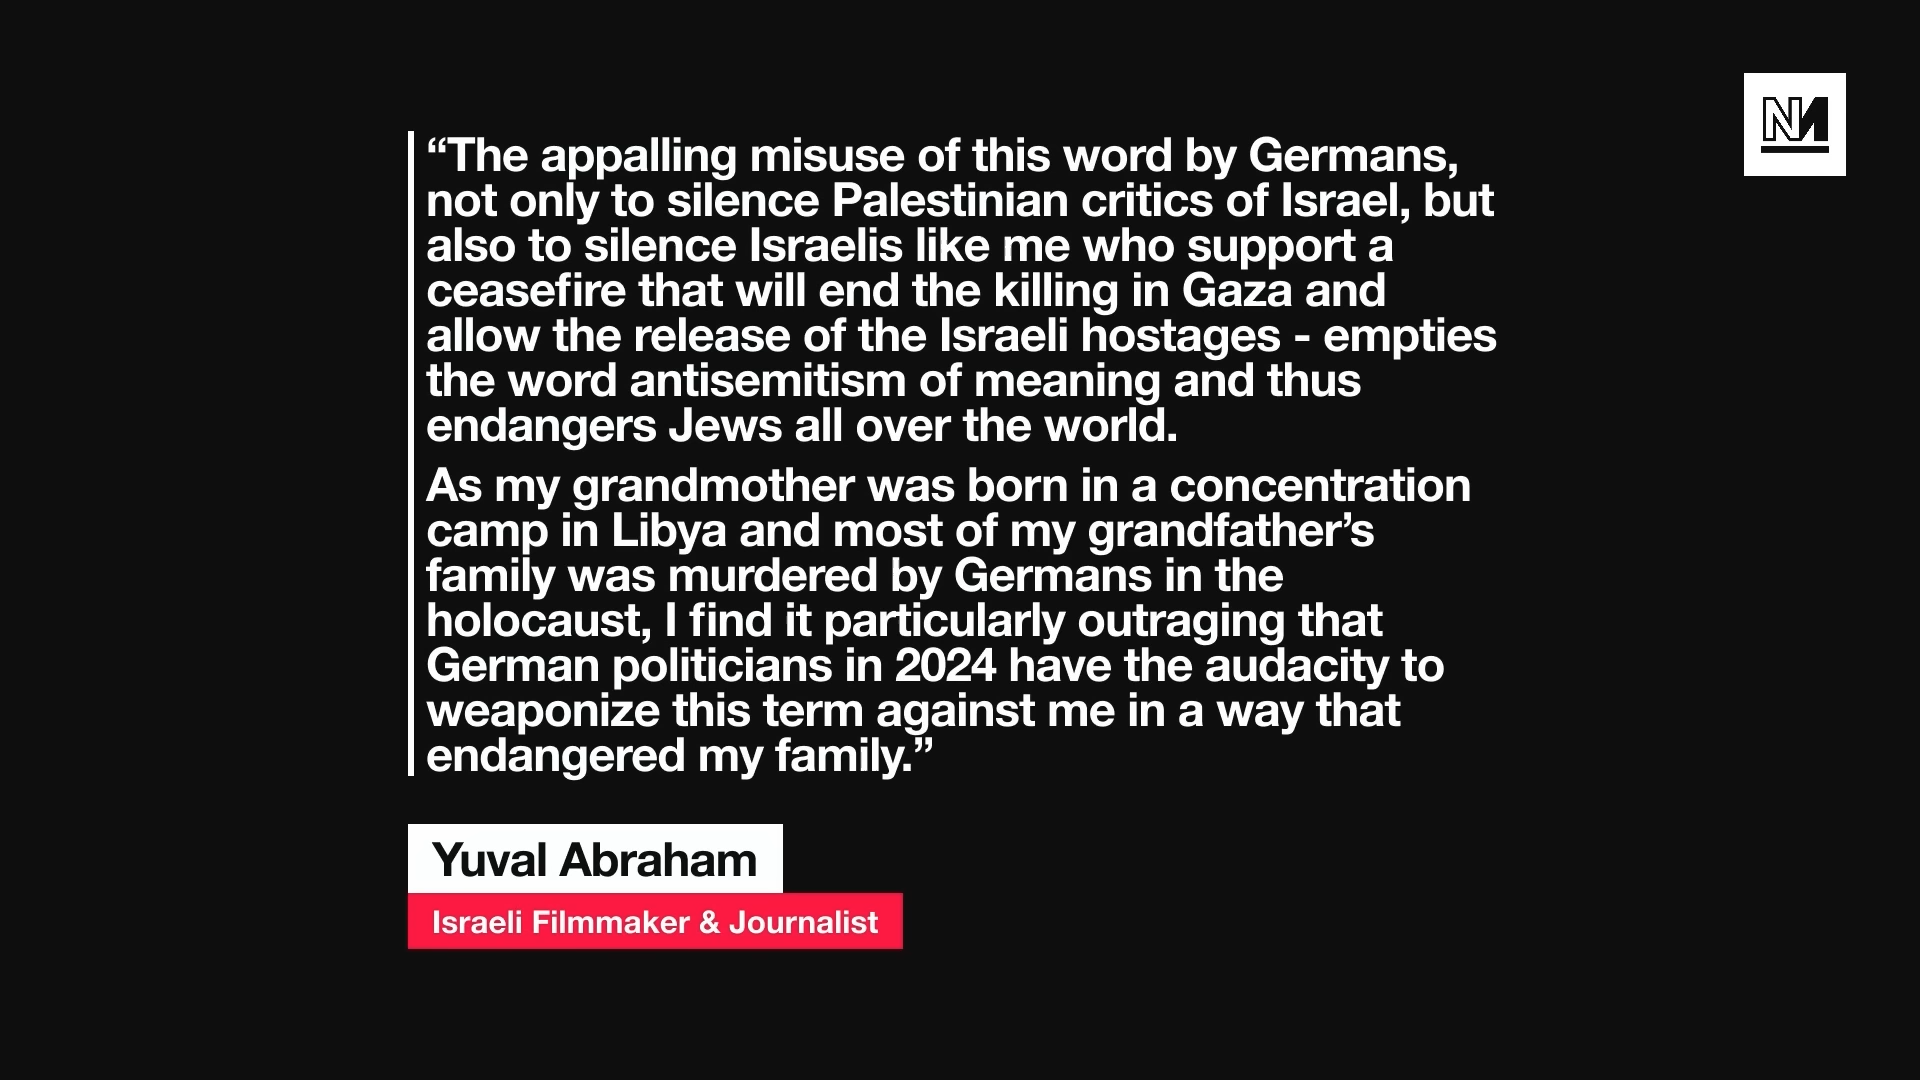 “The appalling misuse of this word by Germans,
not only to silence Palestinian critics of Israel, but
also to silence Israelis like me who support a
ceasefire that will end the killing in Gaza and
allow the release of the Israeli hostages - empties
the word antisemitism of meaning and thus
endangers Jews all over the world.
As my grandmother was born in a concentration
camp in Libya and most of my grandfather’s
family was murdered by Germans in the
holocaust, I find it particularly outraging that
German politicians in 2024 have the audacity to
weaponize this term against me in a way that
endangered my family.”
Yuval Abraham
Israeli Filmmaker & Journalist
NM